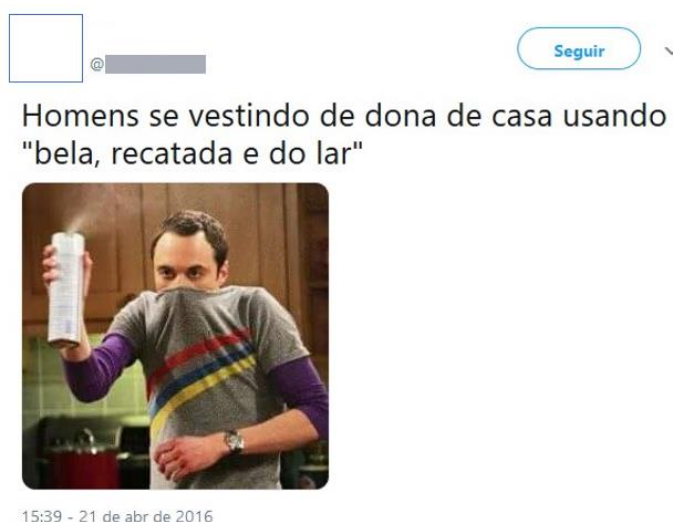 @
Seguir
Homens se vestindo de dona de casa usando
"bela, recatada e do lar"
15:39 - 21 de abr de 2016